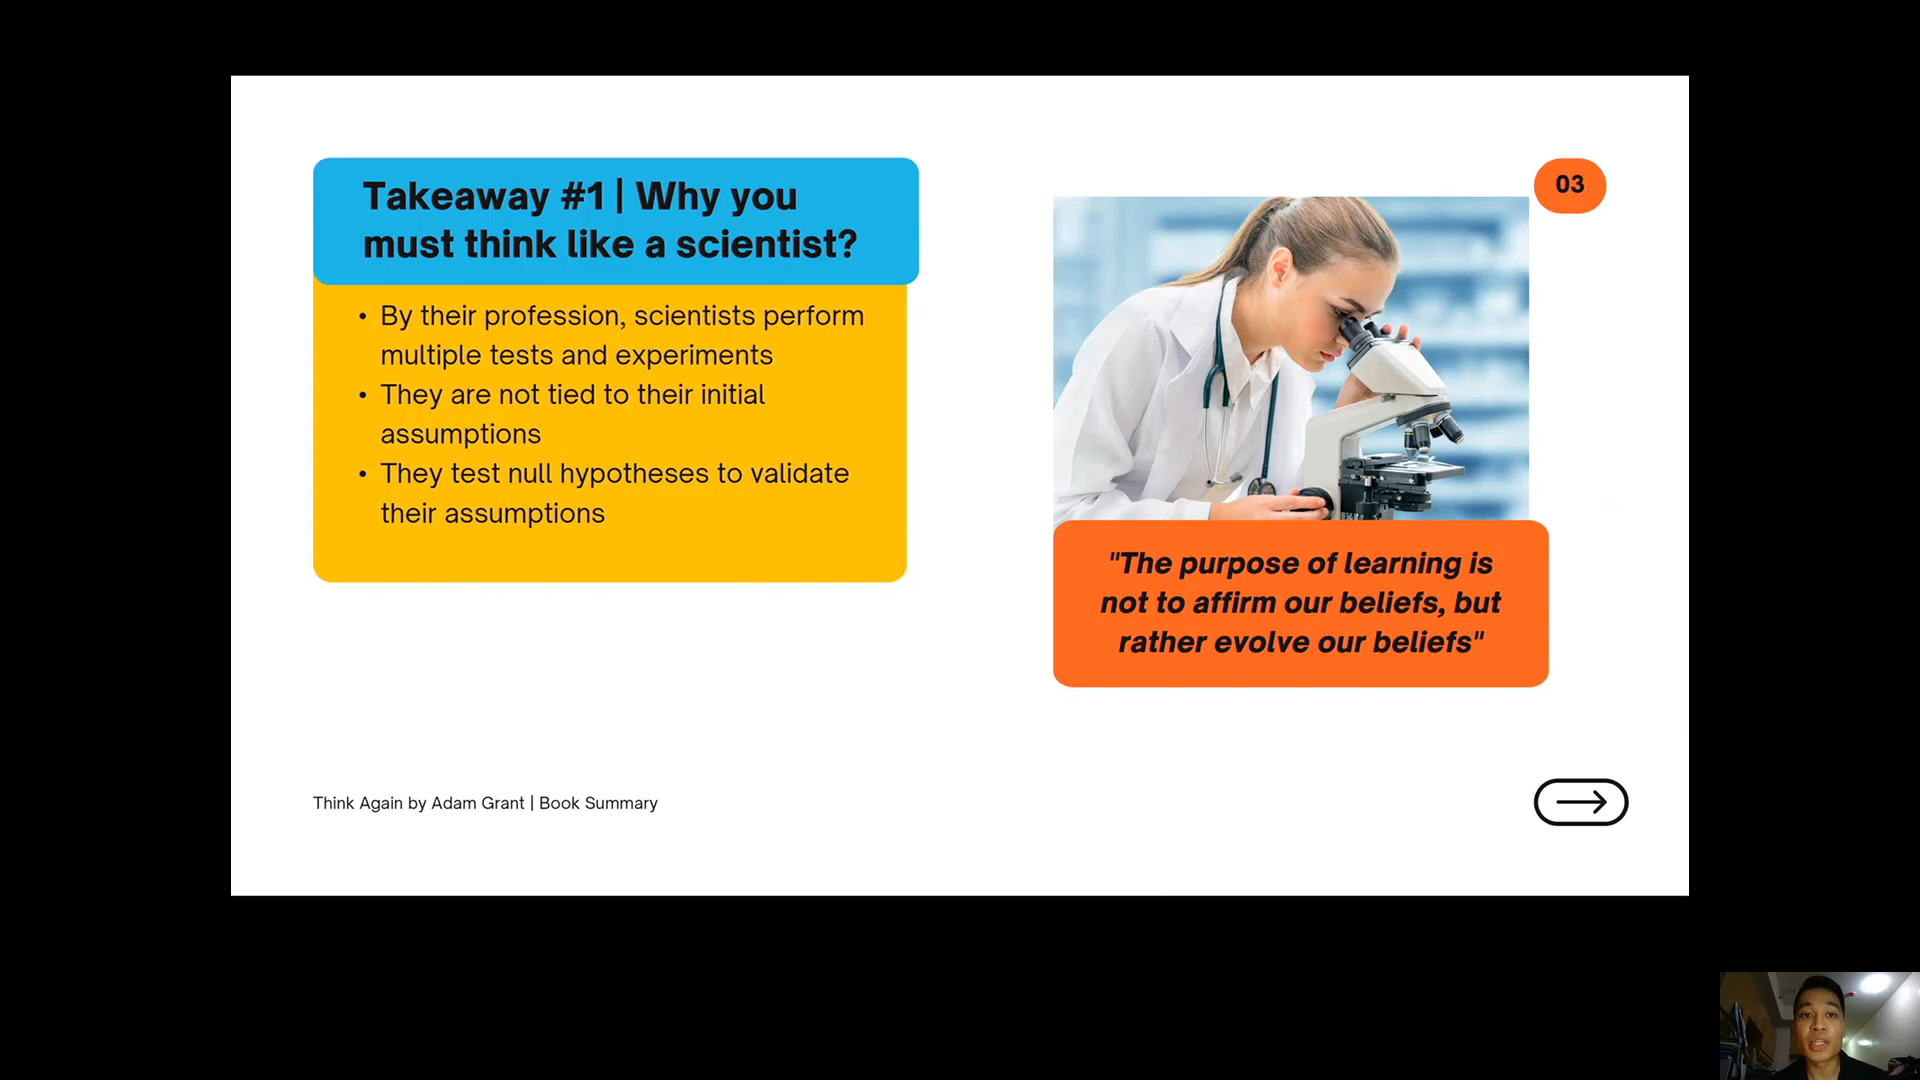 Takeaway #1 | Why you
must think like a scientist?
• By their profession, scientists perform
multiple tests and experiments
• They are not tied to their initial
assumptions
• They test null hypotheses to validate
their assumptions
03
"The purpose of learning is
not to affirm our beliefs, but
rather evolve our beliefs"
Think Again by Adam Grant | Book Summary